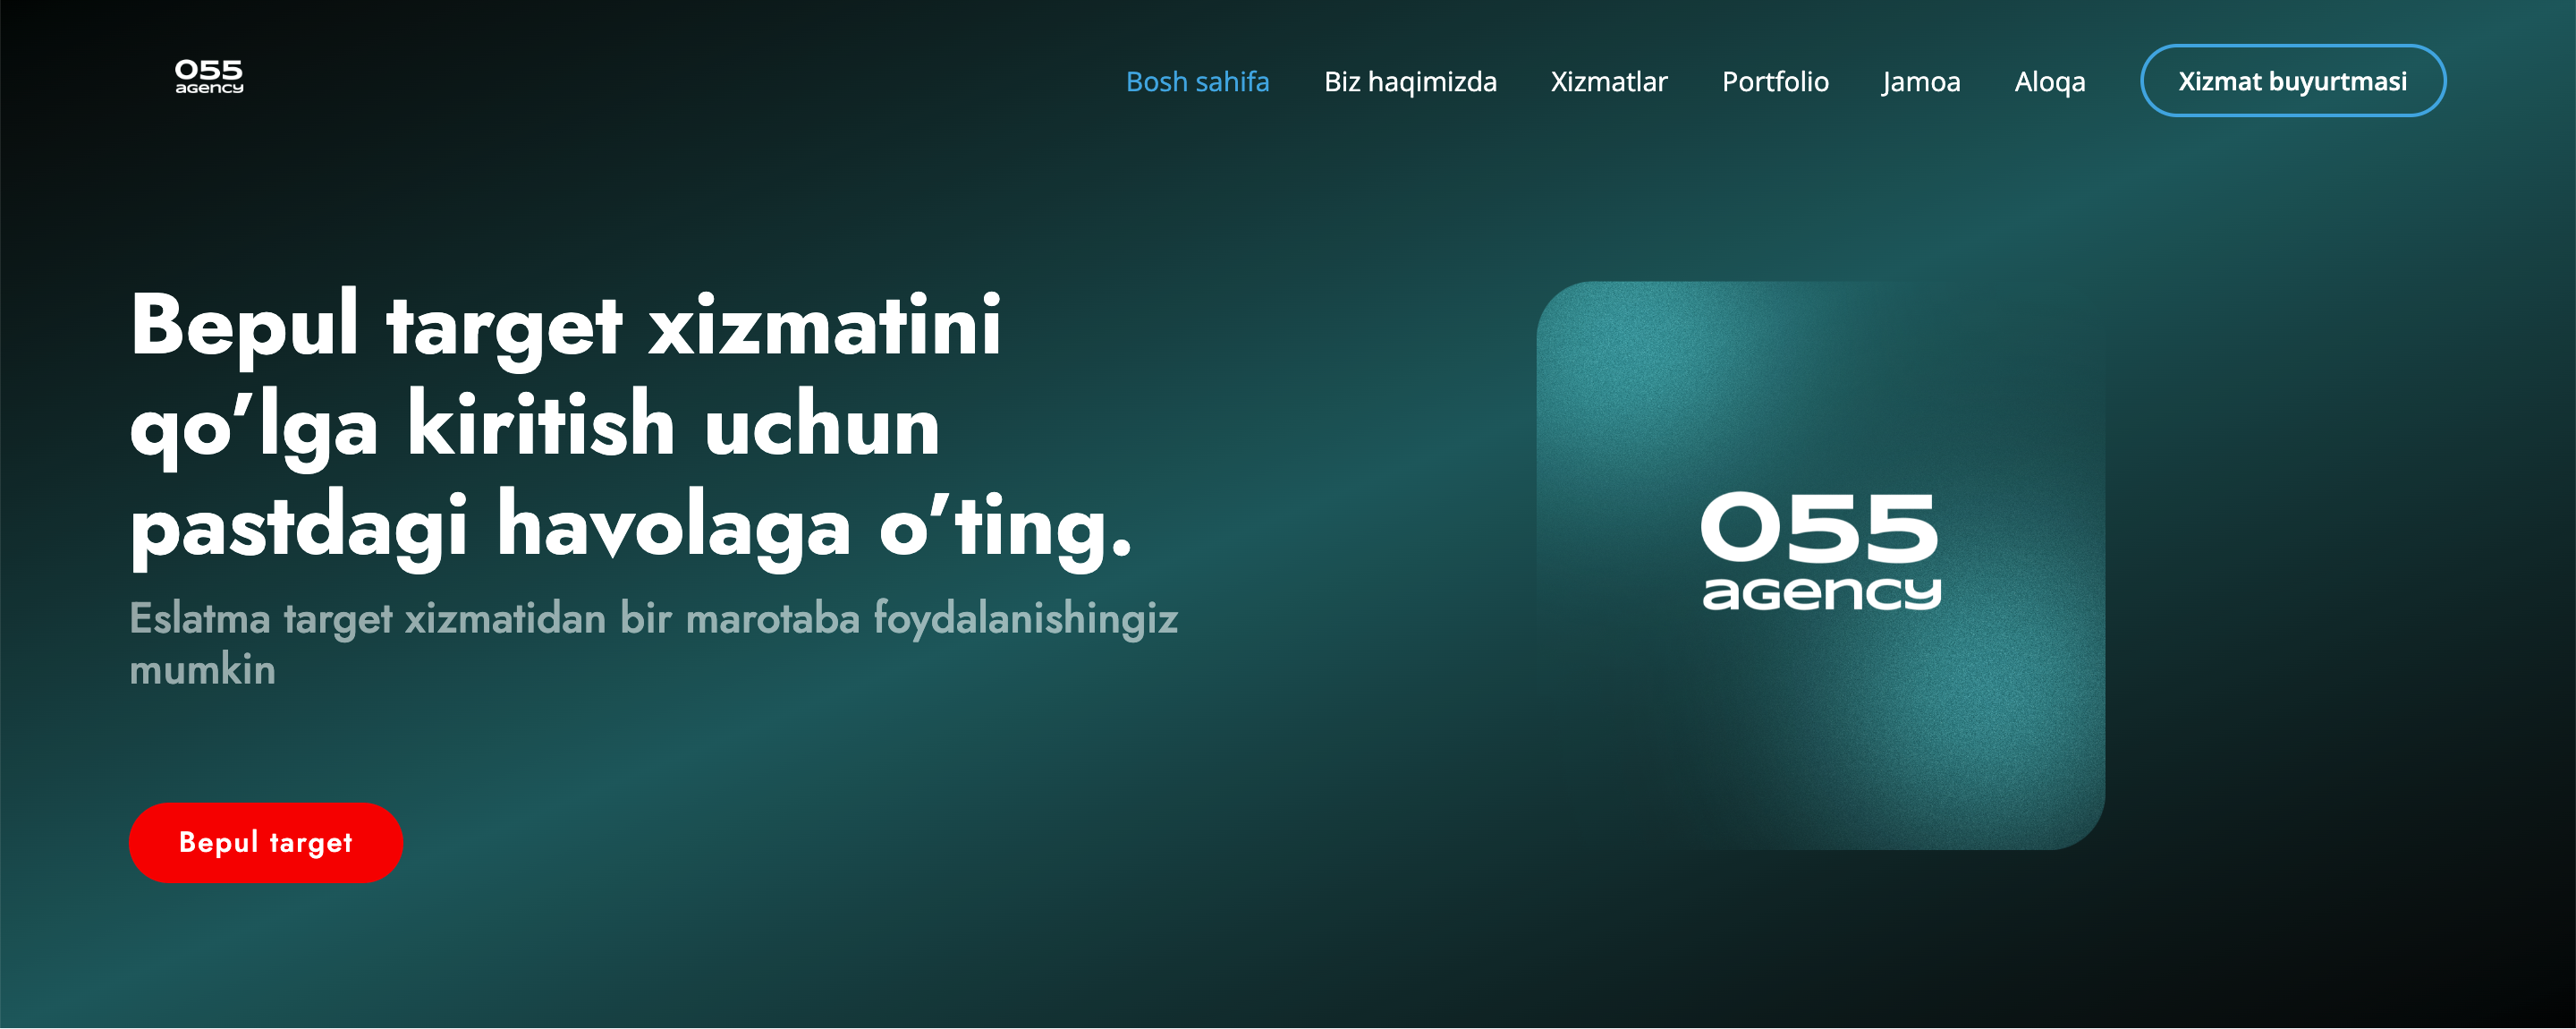 055
agency
Bosh sahifa Biz haqimizda Xizmatlar Portfolio Jamoa Aloqa Xizmat buyurtmasi
Bepul target xizmatini
qo’lga kiritish uchun
pastdagi havolaga o’ting.
Eslatma target xizmatidan bir marotaba foydalanishingiz
mumkin
Bepul target
055
agency